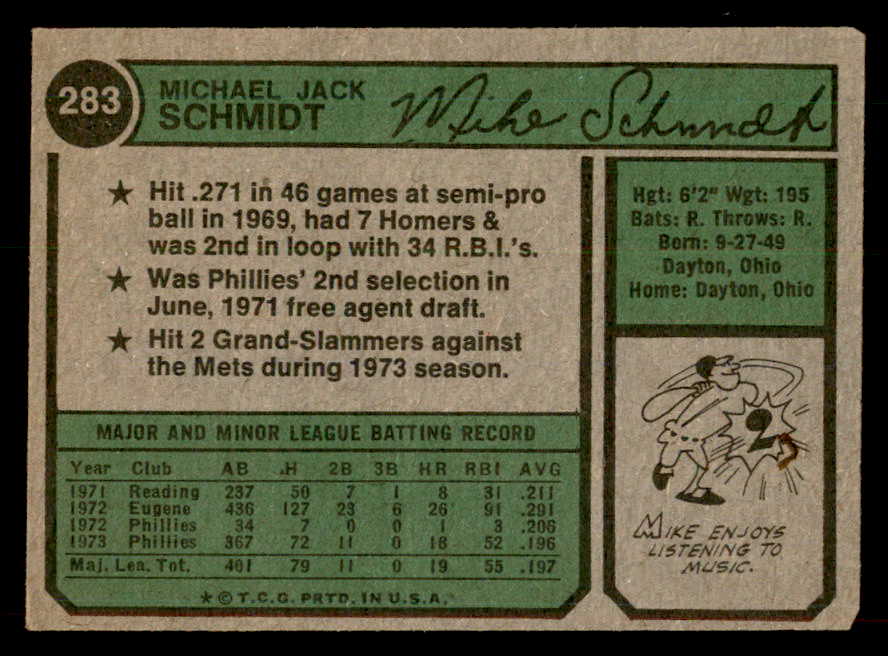 283
MICHAEL JACK
SCHMIDT
Mike Schmidt
★ Hit .271 in 46 games at semi-pro
ball in 1969, had 7 Homers &
was 2nd in loop with 34 R.B.I.'s.
★ Was Phillies' 2nd selection in
June, 1971 free agent draft.
★ Hit 2 Grand-Slammers against
the Mets during 1973 season.
Hgt: 6'2" Wgt: 195
Bats: R. Throws: R.
Born: 9-27-49
Dayton, Ohio
Home: Dayton, Ohio
2
MIKE ENJOYS
LISTENING TO
MUSIC.
MAJOR AND MINOR LEAGUE BATTING RECORD
Year Club AB H 2B 3B HR RBI AVG
1971 Reading 237 50 7 1 8 31 .211
1972 Eugene 436 127 23 6 26 91 .291
1972 Phillies 34 7 0 0 1 3 .206
1973 Phillies 367 72 11 0 18 52 .196
Maj. Lea. Tot. 401 79 11 0 19 55 .197
★ © T.C.G. PRTD. IN U.S.A.